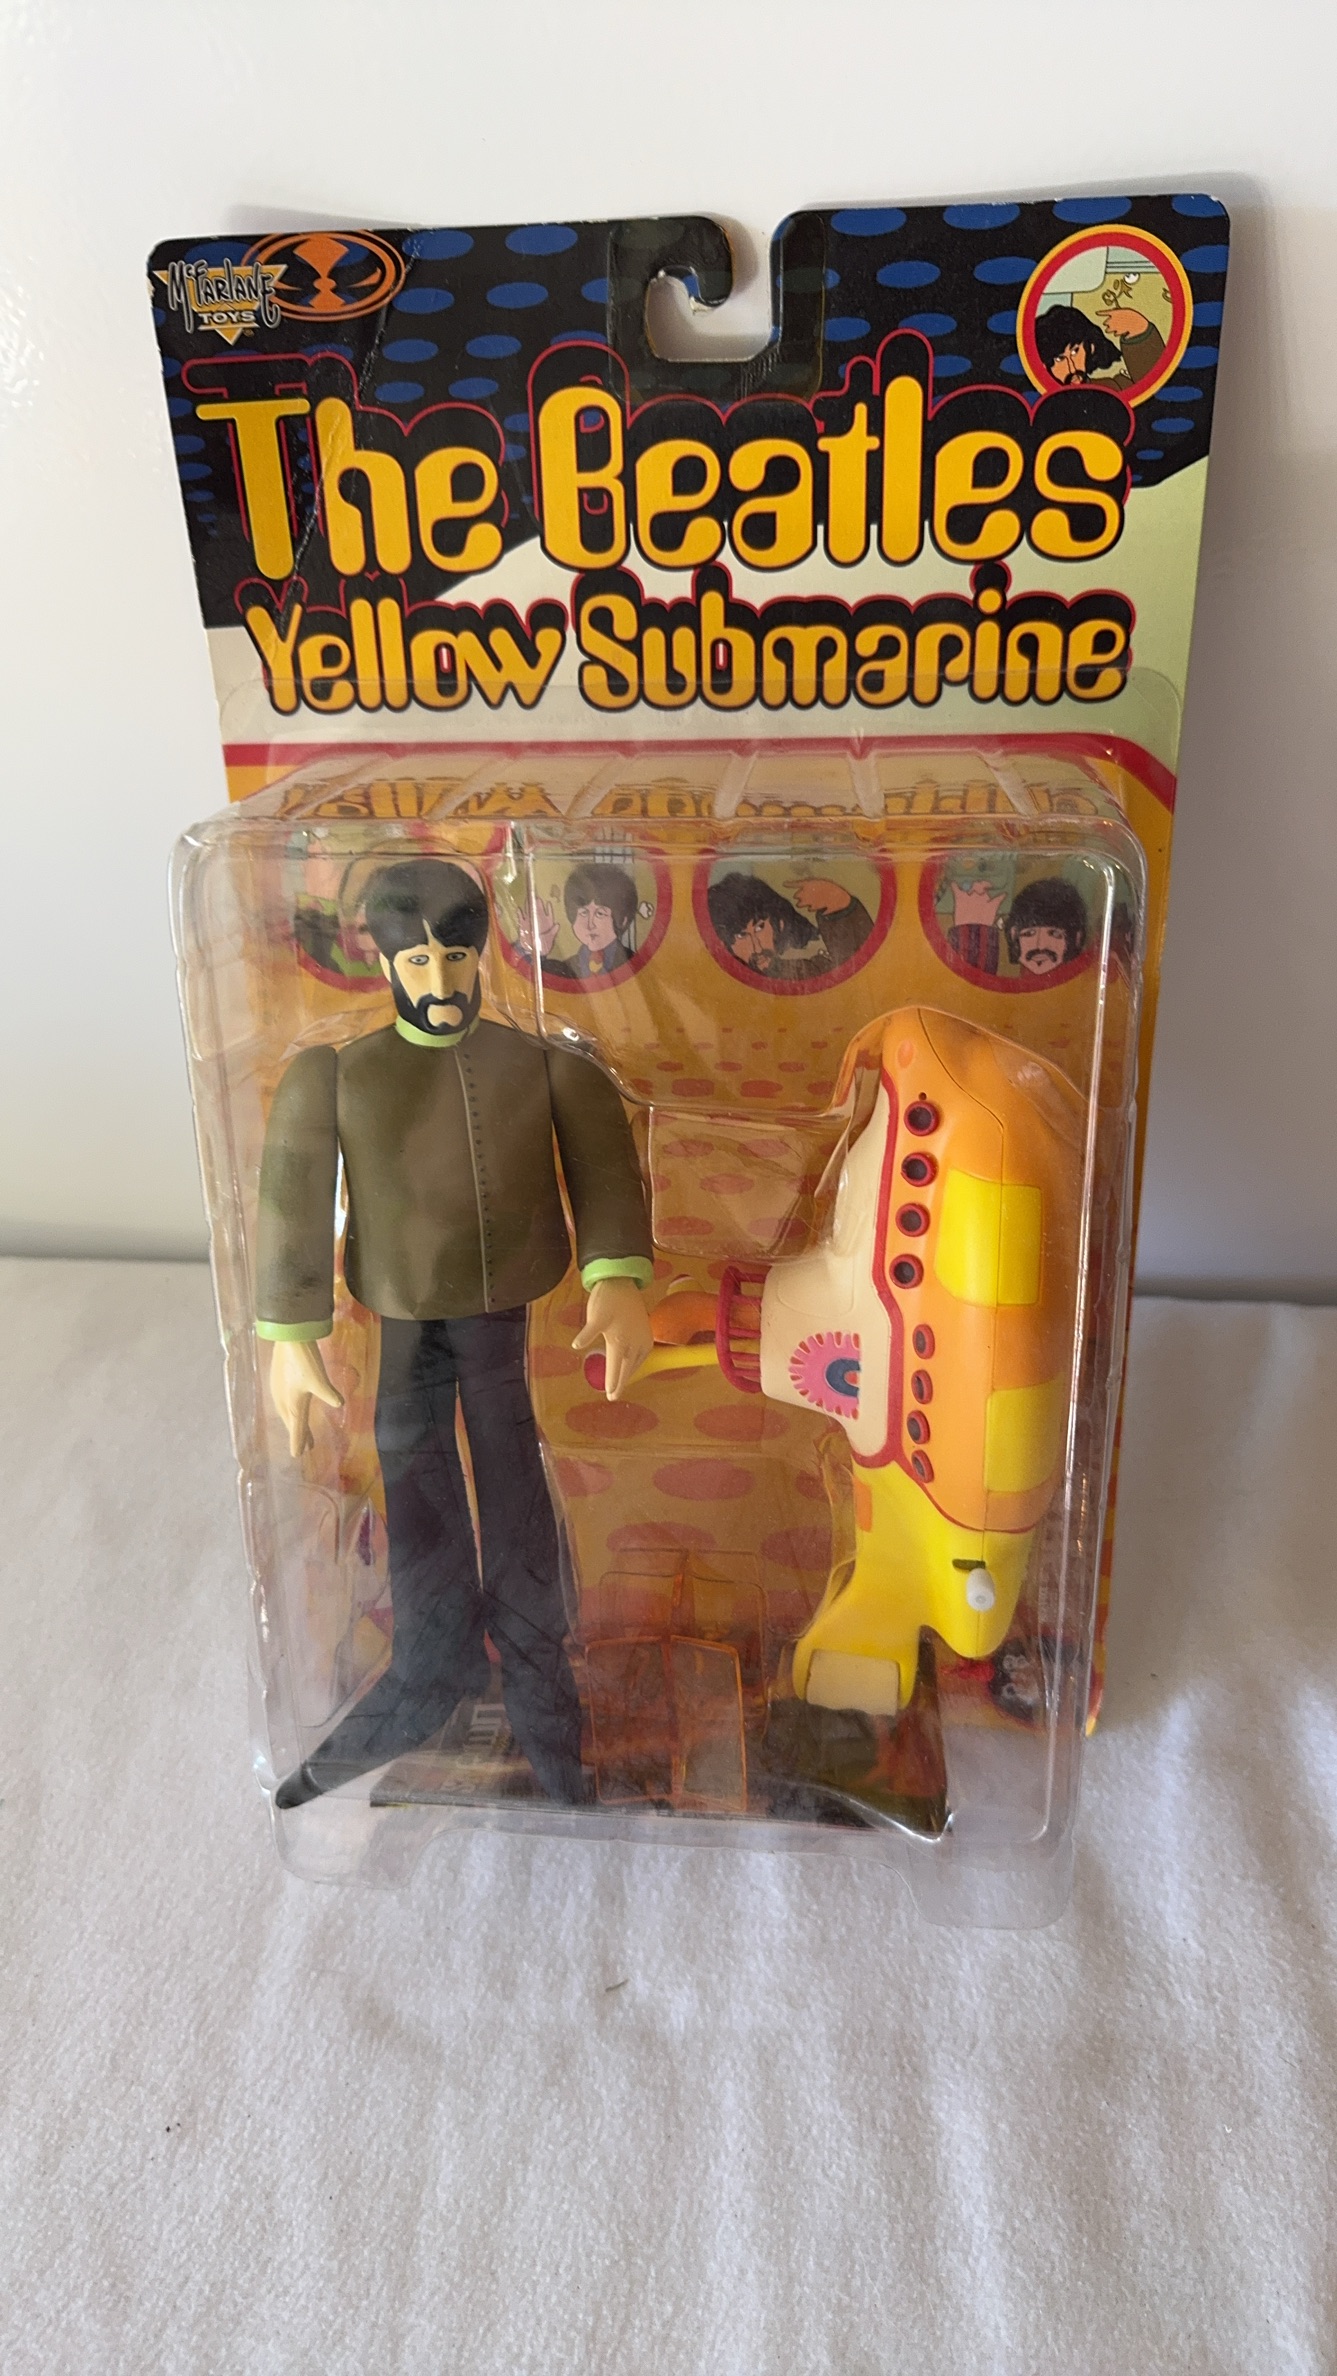 McFARLANE
TOYS
The Beatles
Yellow Submarine